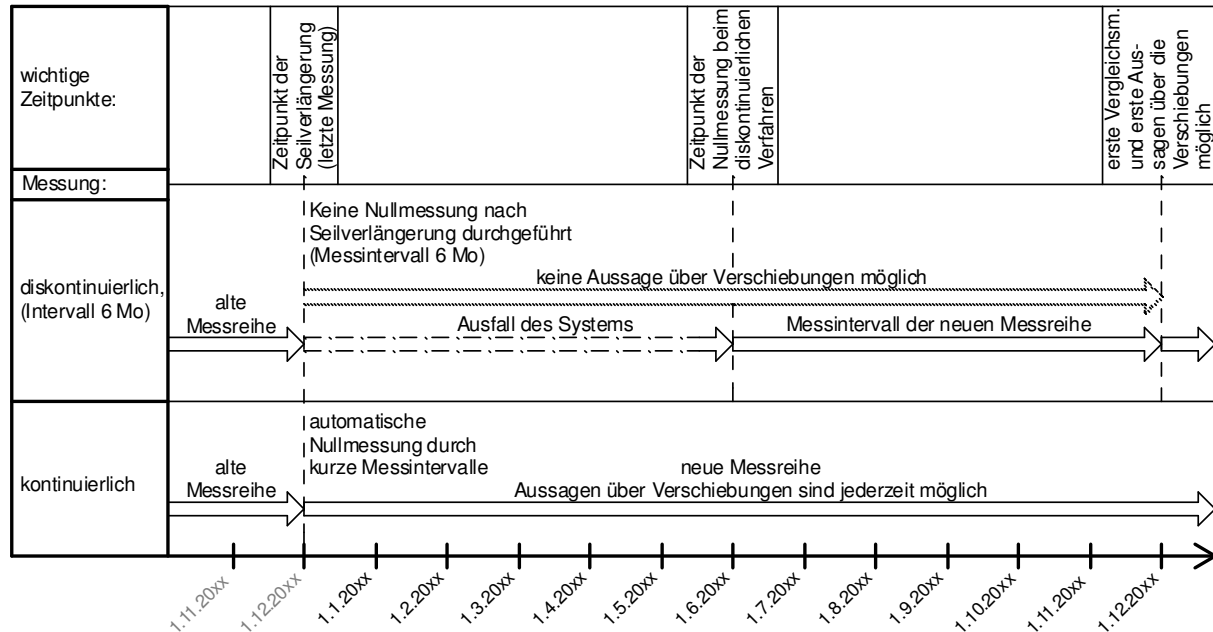 wichtige
Zeitpunkte:
Zeitpunkt der
Seilverlängerung
(letzte Messung)
Zeitpunkt der
Nullmessung beim
diskontinuierlichen
Verfahren
erste Vergleichsm.
und erste Aus-
sagen über die
Verschiebungen
möglich
Messung:
diskontinuierlich,
(Intervall 6 Mo)
Keine Nullmessung nach
Seilverlängerung durchgeführt
(Messintervall 6 Mo)
keine Aussage über Verschiebungen möglich
alte
Messreihe
Ausfall des Systems
Messintervall der neuen Messreihe
kontinuierlich
automatische
Nullmessung durch
kurze Messintervalle
alte
Messreihe
neue Messreihe
Aussagen über Verschiebungen sind jederzeit möglich
1.11.20xx
1.12.20xx
1.1.20xx
1.2.20xx
1.3.20xx
1.4.20xx
1.5.20xx
1.6.20xx
1.7.20xx
1.8.20xx
1.9.20xx
1.10.20xx
1.11.20xx
1.12.20xx